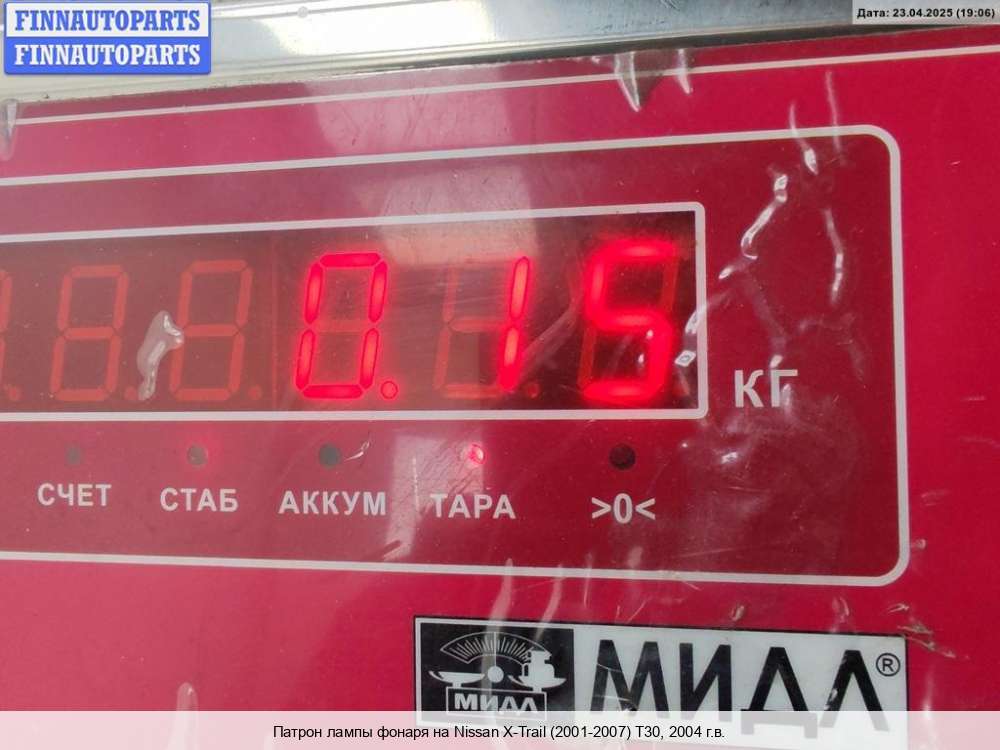 FINNAUTOPARTS
FINNAUTOPARTS
Дата: 23.04.2025 (19:06)
0.15
КГ
СЧЕТ СТАБ АККУМ ТАРА >0<
МИДЛ
МИДЛ®
Патрон лампы фонаря на Nissan X-Trail (2001-2007) T30, 2004 г.в.